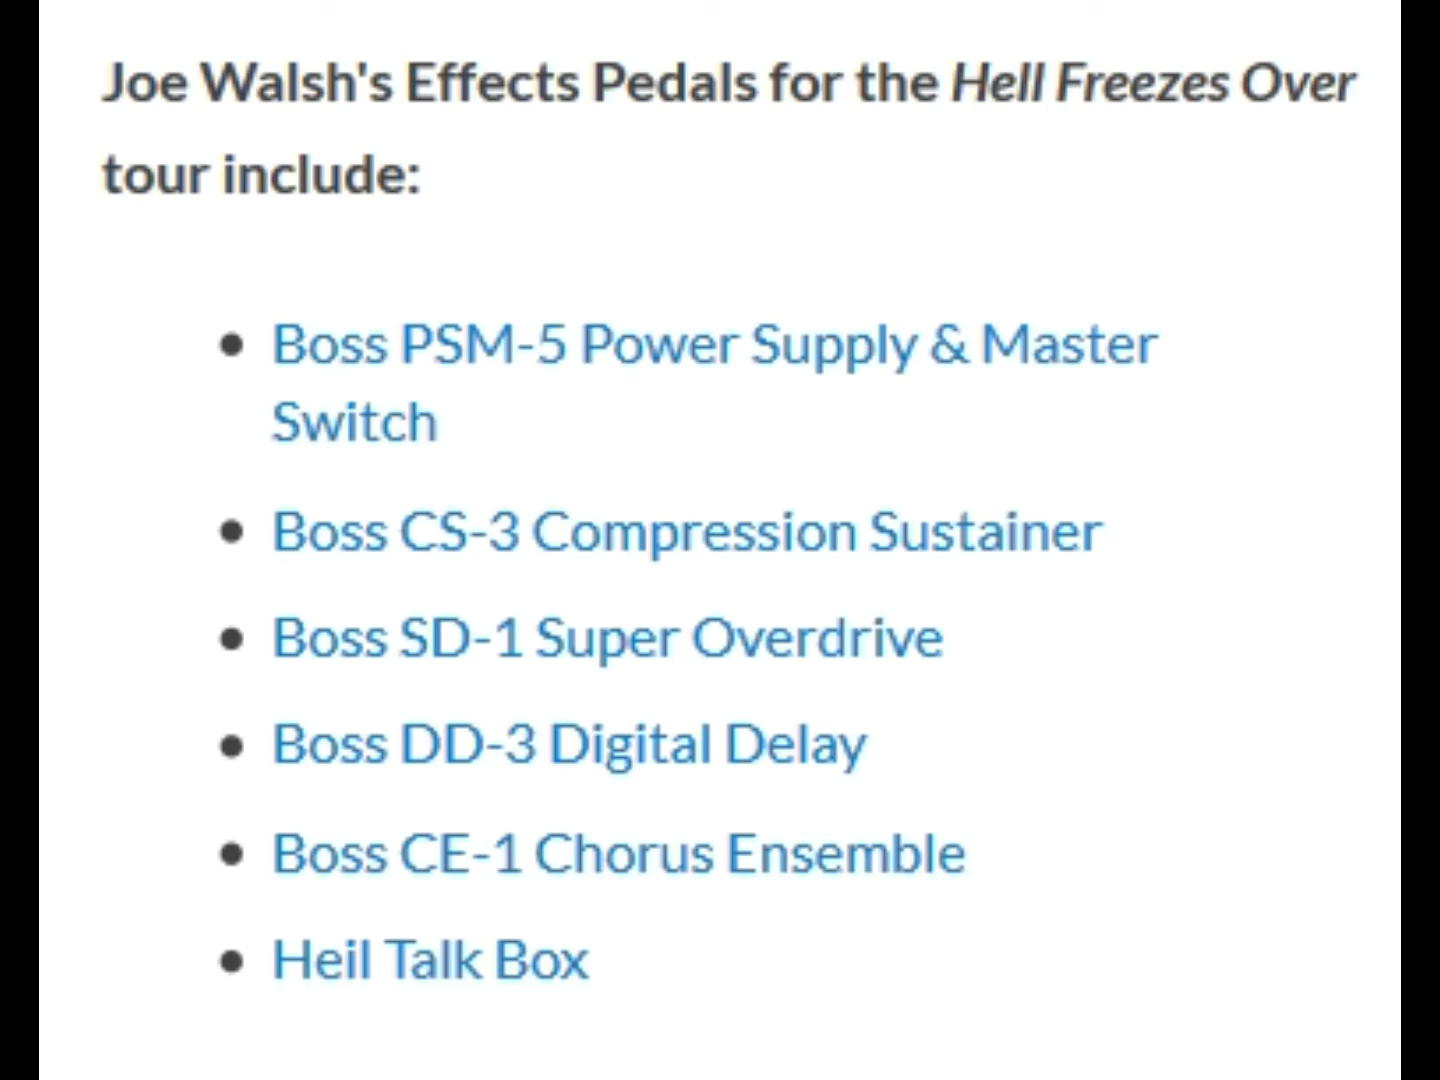 Joe Walsh's Effects Pedals for the Hell Freezes Over
tour include:
• Boss PSM-5 Power Supply & Master
Switch
• Boss CS-3 Compression Sustainer
• Boss SD-1 Super Overdrive
• Boss DD-3 Digital Delay
• Boss CE-1 Chorus Ensemble
• Heil Talk Box